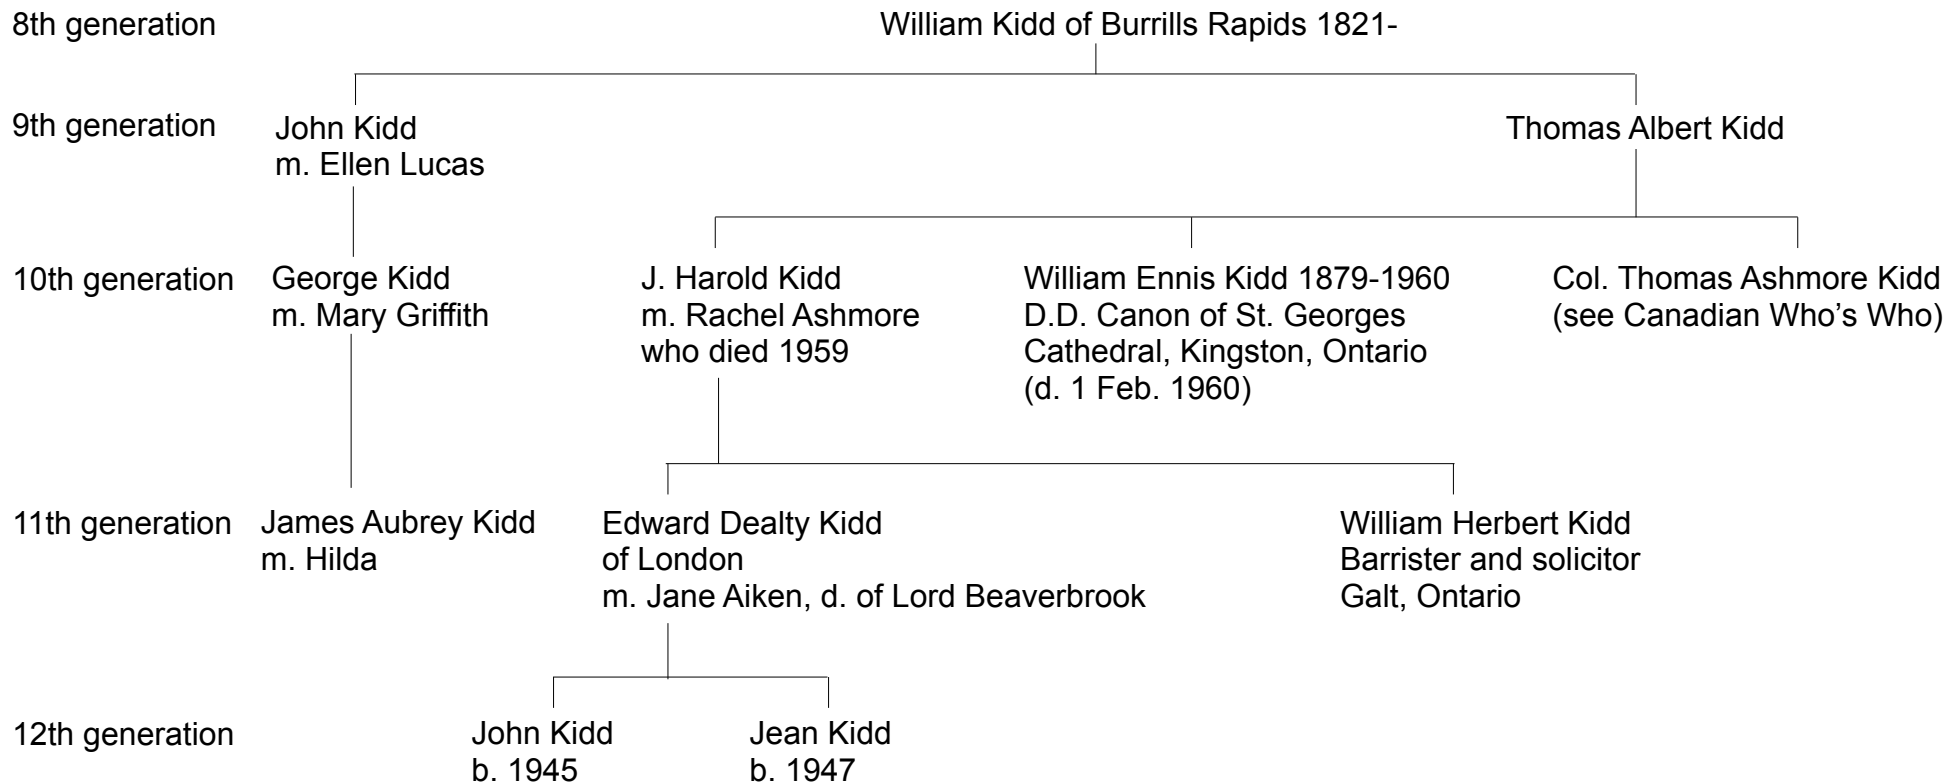 8th generation
William Kidd of Burrills Rapids 1821-
9th generation
John Kidd
m. Ellen Lucas
Thomas Albert Kidd
10th generation
George Kidd
m. Mary Griffith
J. Harold Kidd
m. Rachel Ashmore
who died 1959
William Ennis Kidd 1879-1960
D.D. Canon of St. Georges
Cathedral, Kingston, Ontario
(d. 1 Feb. 1960)
Col. Thomas Ashmore Kidd
(see Canadian Who’s Who)
11th generation
James Aubrey Kidd
m. Hilda
Edward Dealty Kidd
of London
m. Jane Aiken, d. of Lord Beaverbrook
William Herbert Kidd
Barrister and solicitor
Galt, Ontario
12th generation
John Kidd
b. 1945
Jean Kidd
b. 1947